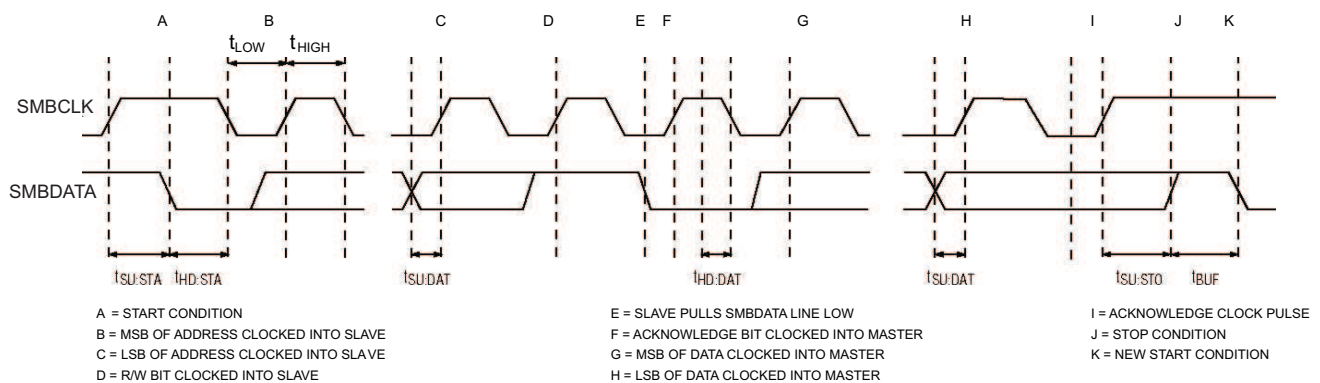 A B C D E F G H I J K
tLOW tHIGH
SMBCLK
SMBDATA
tSU:STA tHD:STA tSU:DAT tHD:DAT tSU:DAT tSU:STO tBUF
A = START CONDITION
B = MSB OF ADDRESS CLOCKED INTO SLAVE
C = LSB OF ADDRESS CLOCKED INTO SLAVE
D = R/W BIT CLOCKED INTO SLAVE
E = SLAVE PULLS SMBDATA LINE LOW
F = ACKNOWLEDGE BIT CLOCKED INTO MASTER
G = MSB OF DATA CLOCKED INTO MASTER
H = LSB OF DATA CLOCKED INTO MASTER
I = ACKNOWLEDGE CLOCK PULSE
J = STOP CONDITION
K = NEW START CONDITION